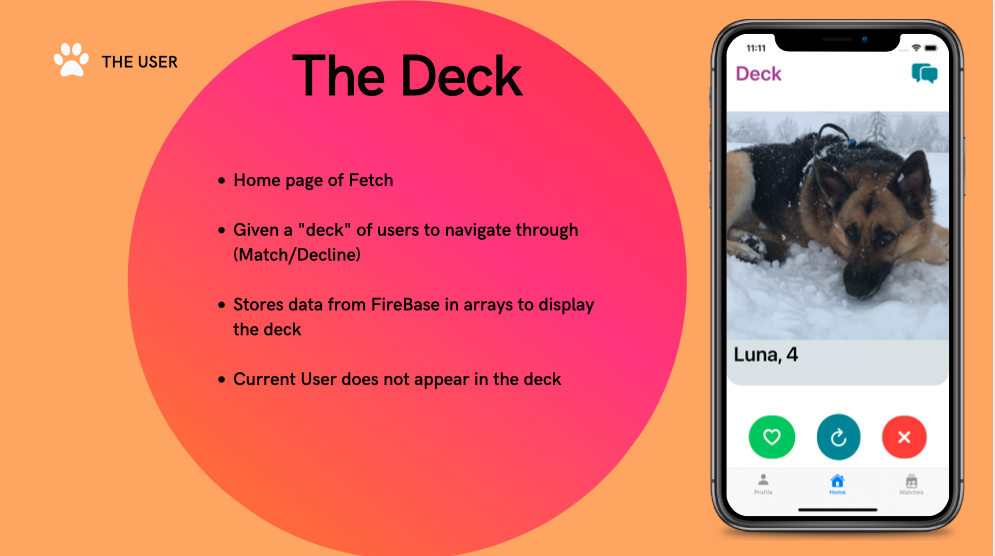 THE USER
The Deck
• Home page of Fetch
• Given a "deck" of users to navigate through
(Match/Decline)
• Stores data from FireBase in arrays to display
the deck
• Current User does not appear in the deck
11:11
Deck
Luna, 4
Profile
Home
Matches